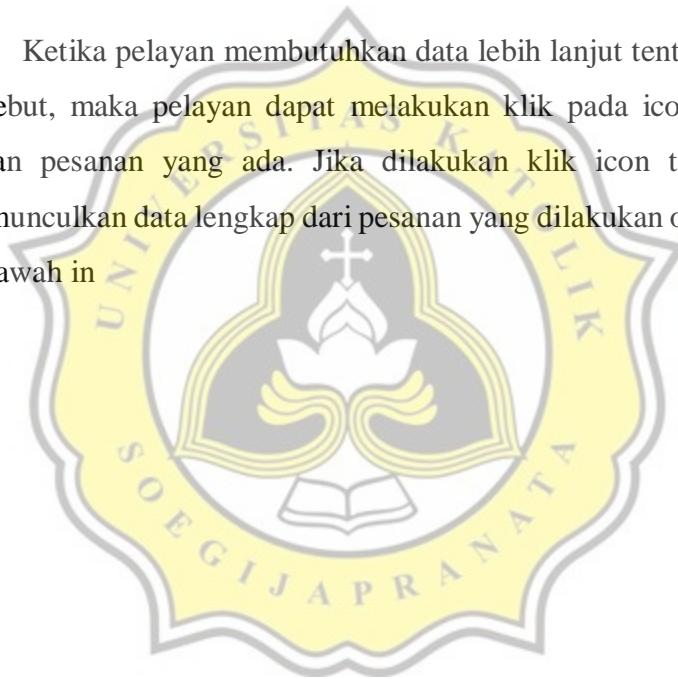 Ketika pelayan membutuhkan data lebih lanjut tent
ebut, maka pelayan dapat melakukan klik pada ico
an pesanan yang ada. Jika dilakukan klik icon t
unculkan data lengkap dari pesanan yang dilakukan o
awah in
UNIVERSITAS KATOLIK
SOEGIJAPRANATA